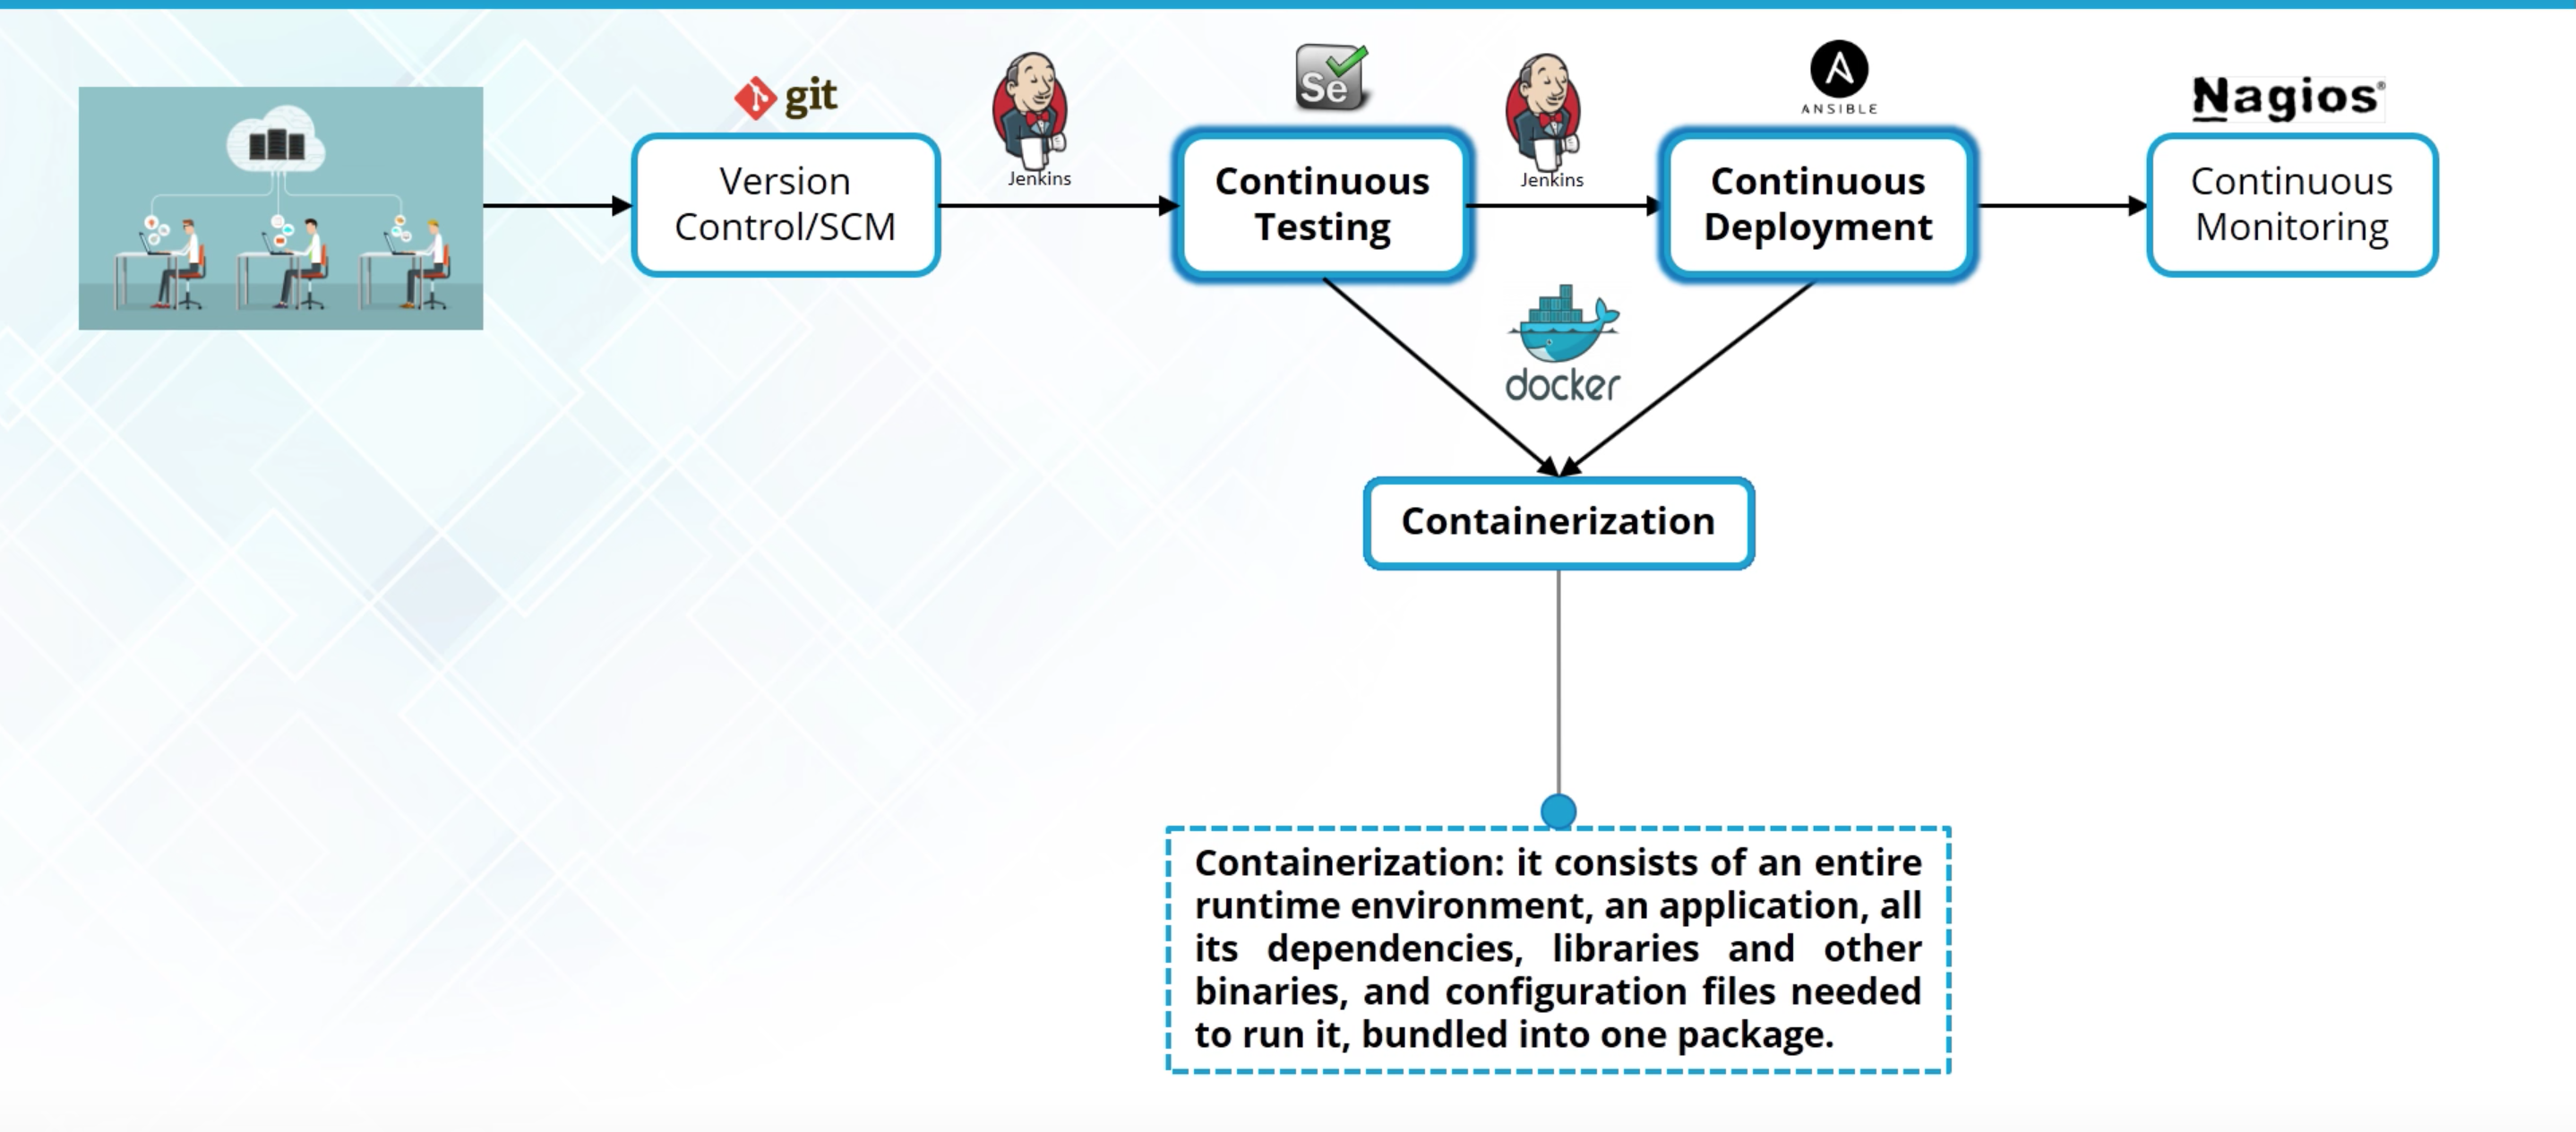 git
Version
Control/SCM
Jenkins
Se
Continuous
Testing
Jenkins
ANSIBLE
Continuous
Deployment
Nagios®
Continuous
Monitoring
docker
Containerization
Containerization: it consists of an entire
runtime environment, an application, all
its dependencies, libraries and other
binaries, and configuration files needed
to run it, bundled into one package.